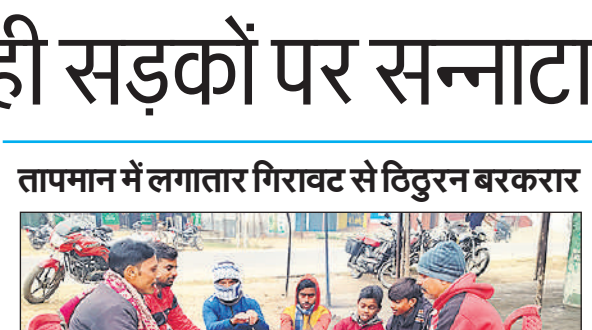 ही सड़कों पर सन्नाटा
तापमान में लगातार गिरावट से ठिठुरन बरकरार